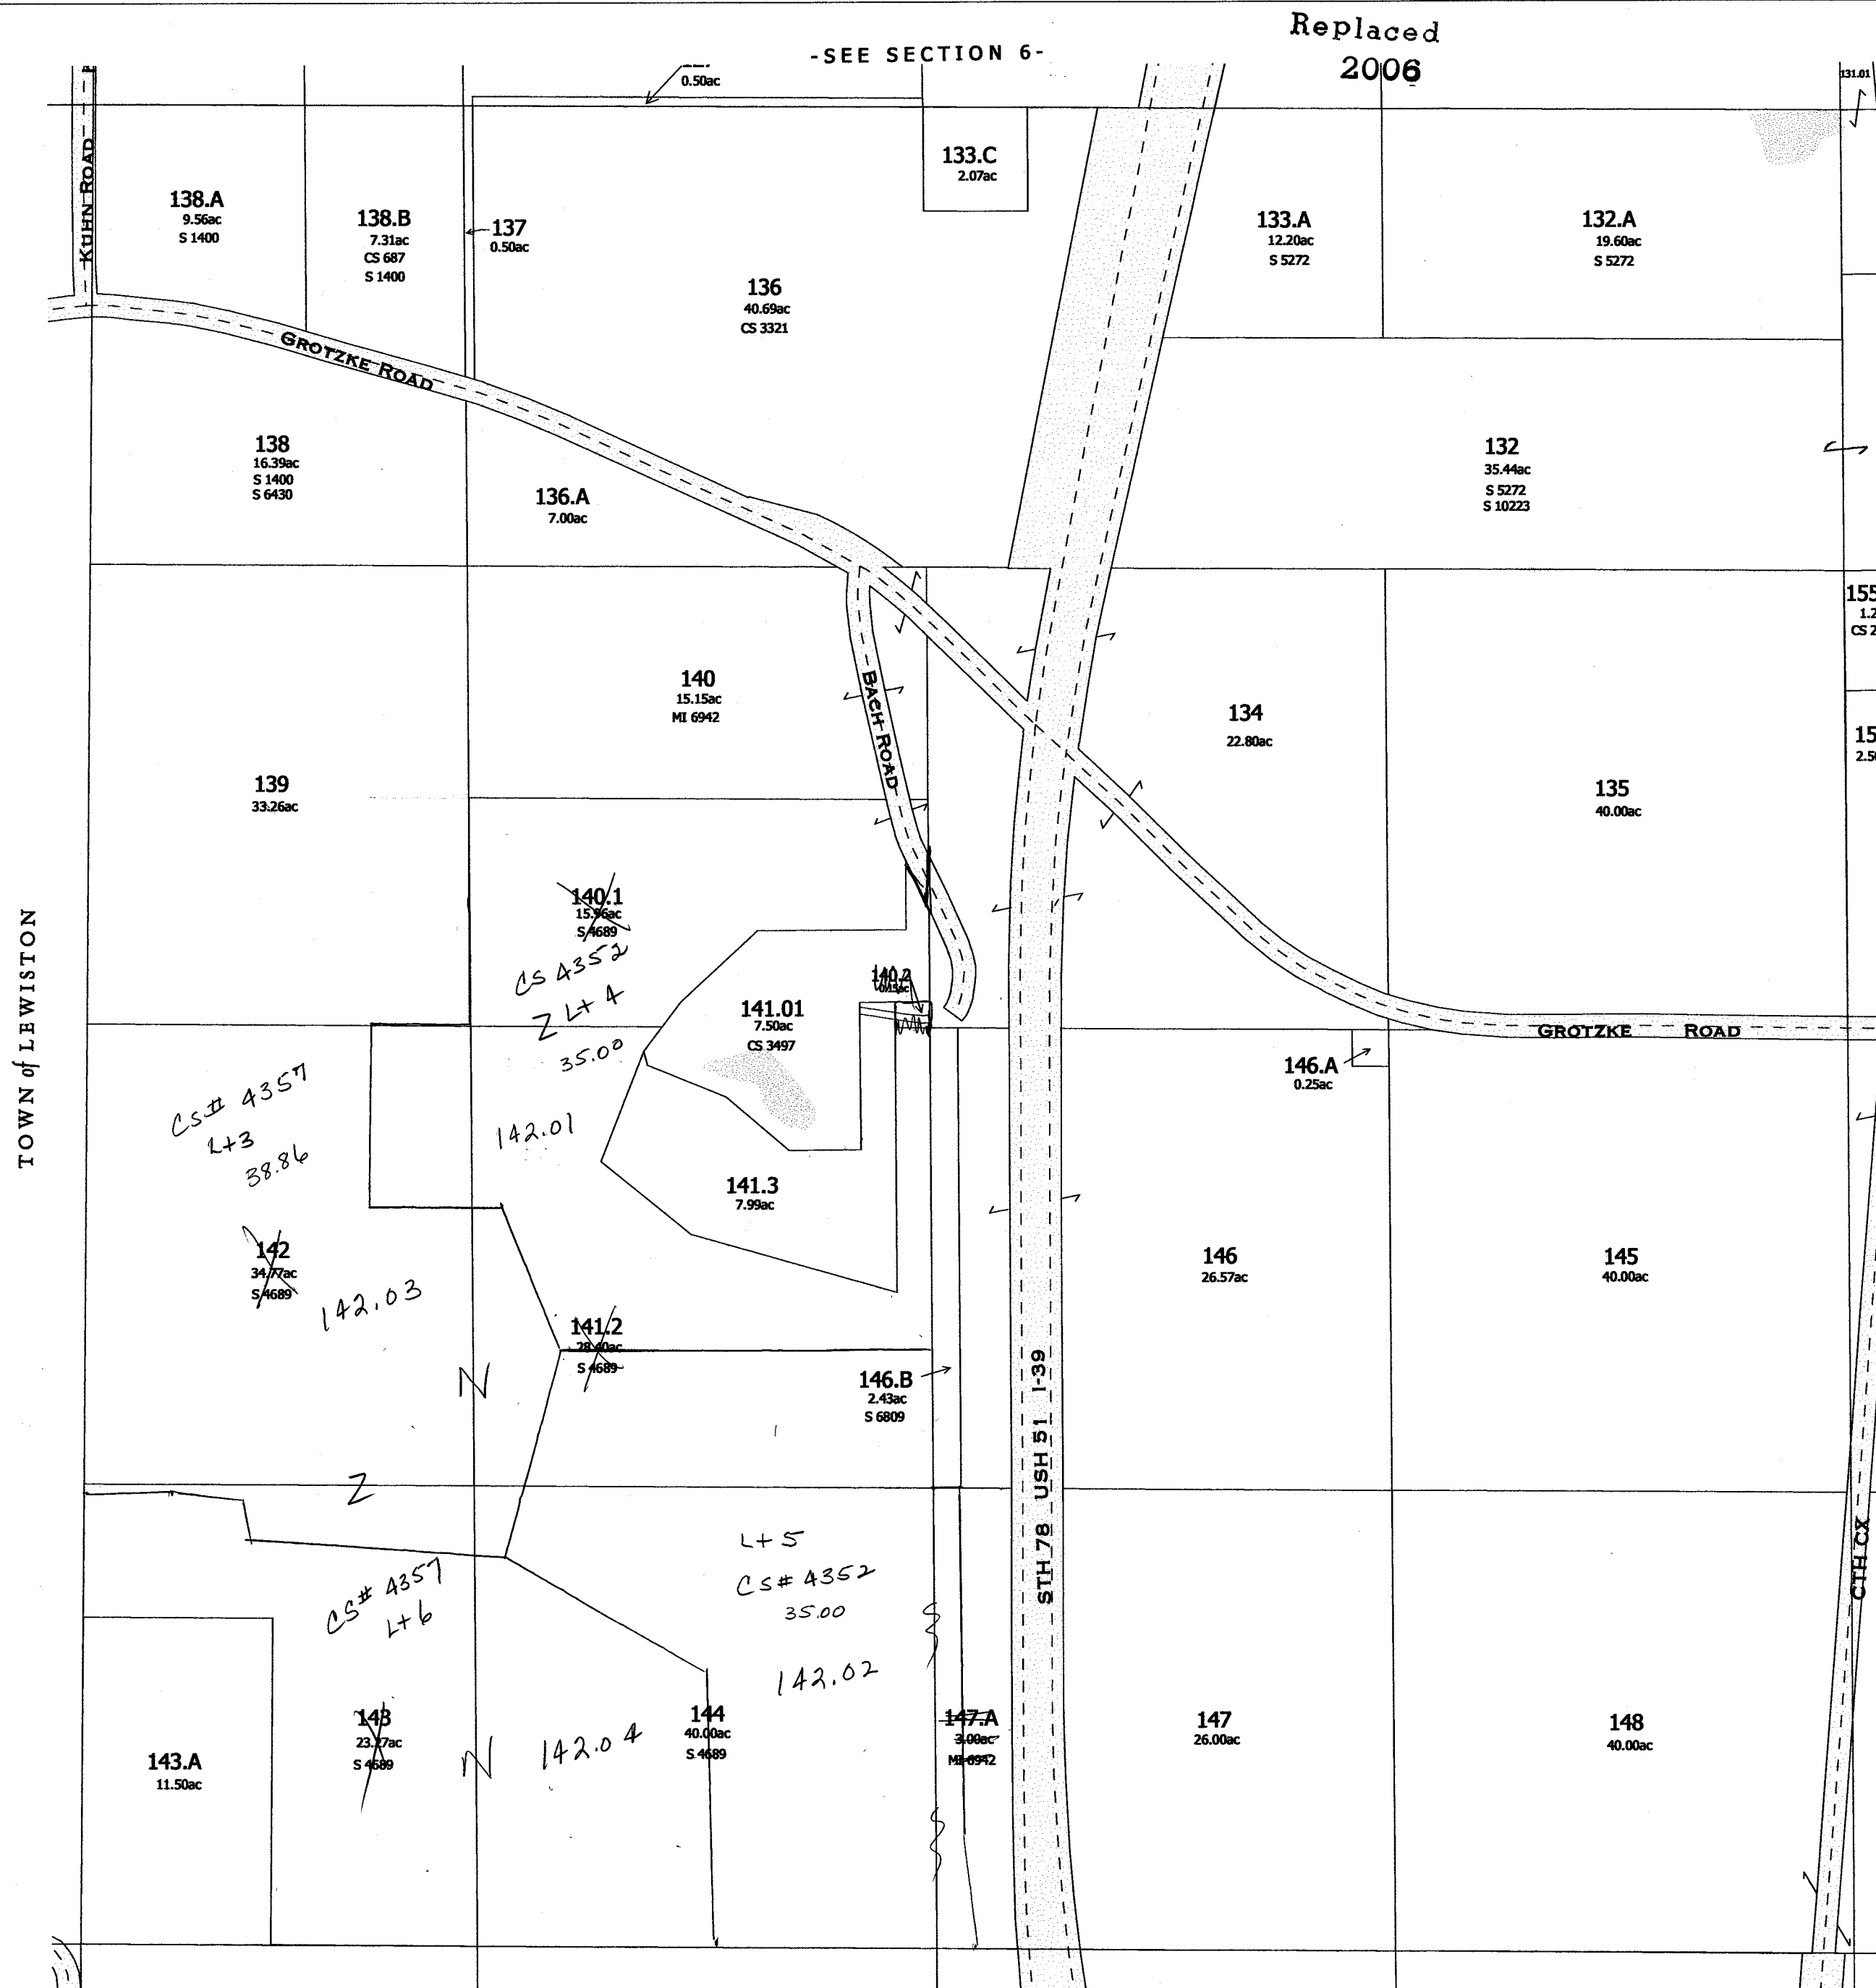 Replaced
2006
-SEE SECTION 6-
0.50ac
131.01
KUHN ROAD
138.A
9.56ac
S 1400
138.B
7.31ac
CS 687
S 1400
137
0.50ac
136
40.69ac
CS 3321
133.C
2.07ac
133.A
12.20ac
S 5272
132.A
19.60ac
S 5272
GROTZKE ROAD
138
16.39ac
S 1400
S 6430
136.A
7.00ac
132
35.44ac
S 5272
S 10223
140
15.15ac
MI 6942
BACH ROAD
134
22.80ac
139
33.26ac
135
40.00ac
TOWN of LEWISTON
140.1
15.96ac
S 4689
CS 4352
Z L+4
35.00
140.2
141.01
7.50ac
CS 3497
GROTZKE ROAD
146.A
0.25ac
CS# 4357
L+3
38.86
142.01
141.3
7.99ac
142
34.77ac
S 4689
142.03
146
26.57ac
145
40.00ac
141.2
28.40ac
S 4689
N
146.B
2.43ac
S 6809
Z
STH 78 USH 51 I-39
CTH CX
L+5
CS# 4352
35.00
CS# 4357
L+6
142.02
143
23.27ac
S 4689
N
142.04
144
40.00ac
S 4689
147.A
3.00ac
MI 6942
147
26.00ac
148
40.00ac
143.A
11.50ac